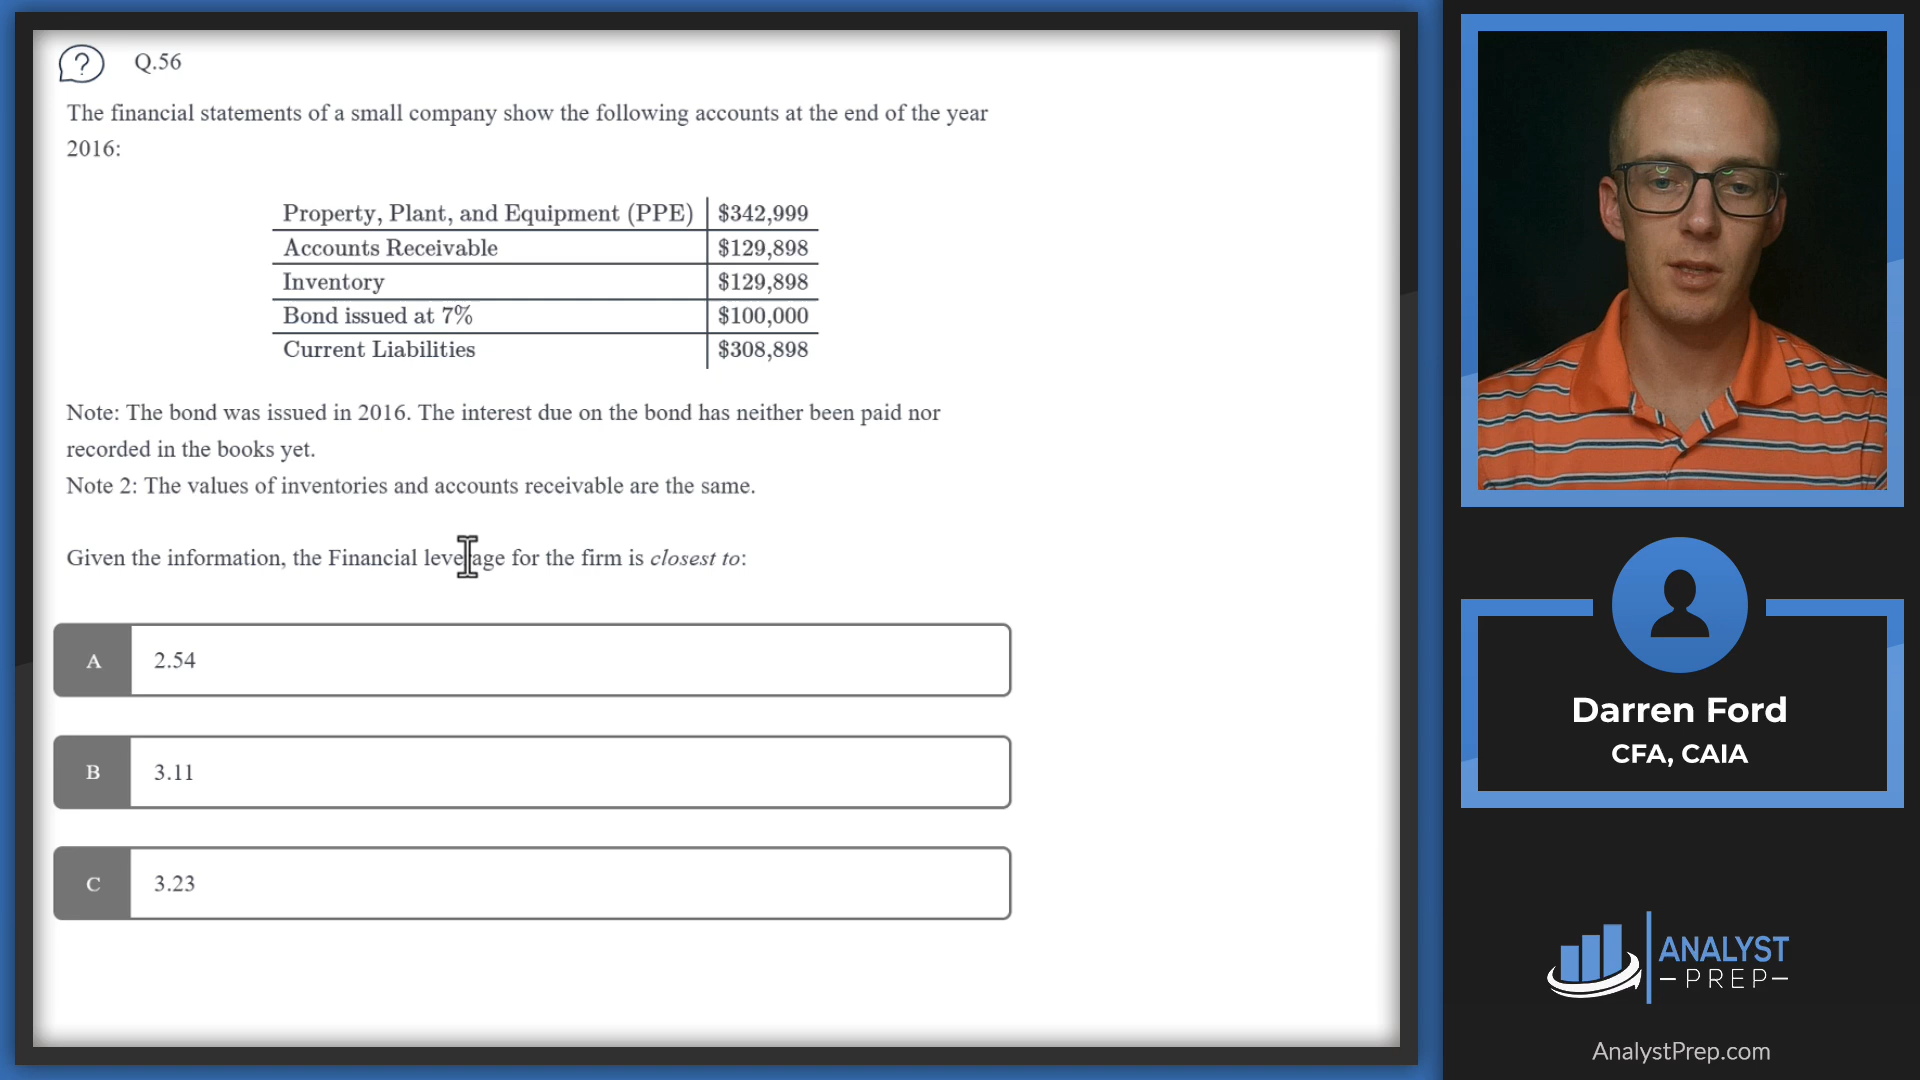 ? Q.56
The financial statements of a small company show the following accounts at the end of the year
2016:
Property, Plant, and Equipment (PPE) $342,999
Accounts Receivable $129,898
Inventory $129,898
Bond issued at 7% $100,000
Current Liabilities $308,898
Note: The bond was issued in 2016. The interest due on the bond has neither been paid nor
recorded in the books yet.
Note 2: The values of inventories and accounts receivable are the same.
Given the information, the Financial leverage for the firm is closest to:
A 2.54
B 3.11
C 3.23
Darren Ford
CFA, CAIA
ANALYST
PREP
AnalystPrep.com